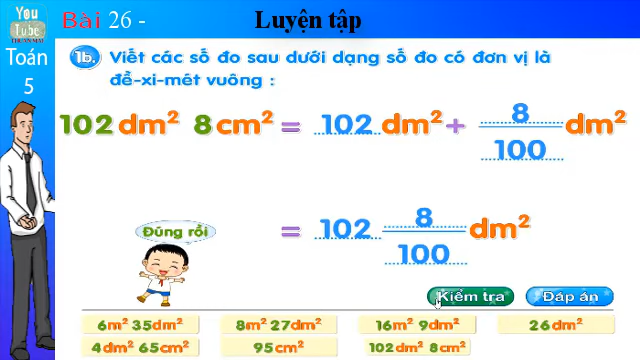 You
Tube
THUẬN MAI
Bài 26 -
Luyện tập
Toán
5
1b.
Viết các số đo sau dưới dạng số đo có đơn vị là
đề-xi-mét vuông :
102 dm² 8 cm² = 102 dm² + 8/100 dm²
= 102 8/100 dm²
Đúng rồi
Kiểm tra
Đáp án
6m² 35dm²
8m² 27dm²
16m² 9dm²
26dm²
4dm² 65cm²
95cm²
102dm² 8cm²